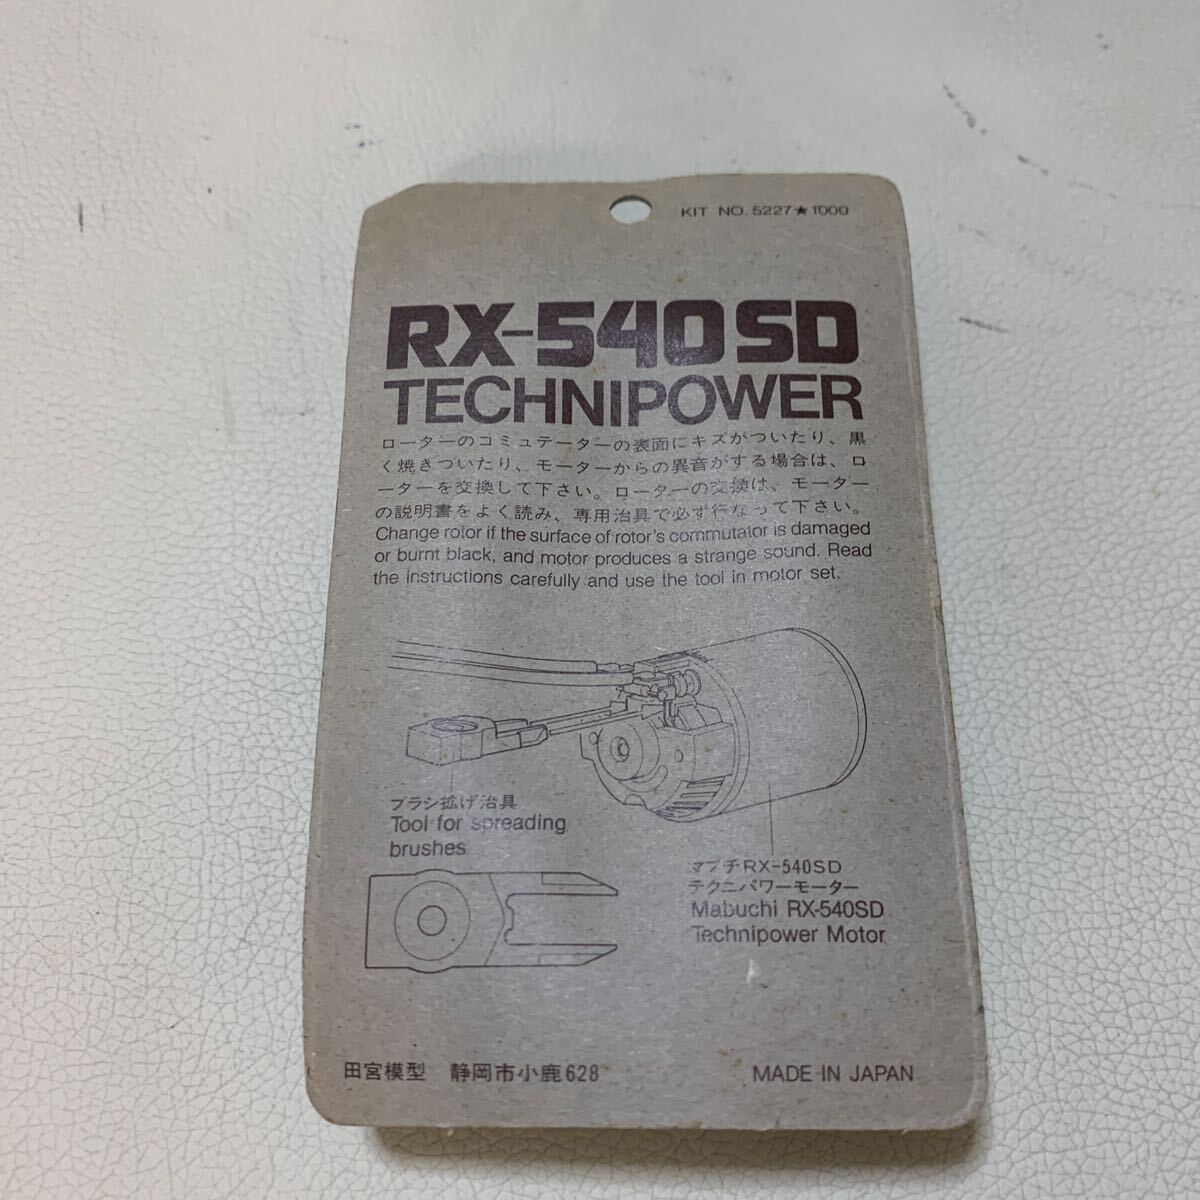 KIT NO. 5227★1000
RX-540SD
TECHNIPOWER
ローターのコミュテーターの表面にキズがついたり、黒
く焼きついたり、モーターからの異音がする場合は、ロ
ーターを交換して下さい。ローターの交換は、モーター
の説明書をよく読み、専用治具で必ず行なって下さい。
Change rotor if the surface of rotor's commutator is damaged
or burnt black, and motor produces a strange sound. Read
the instructions carefully and use the tool in motor set.
ブラシ拡げ治具
Tool for spreading
brushes
マブチRX-540SD
テクニパワーモーター
Mabuchi RX-540SD
Technipower Motor
田宮模型 静岡市小鹿628
MADE IN JAPAN